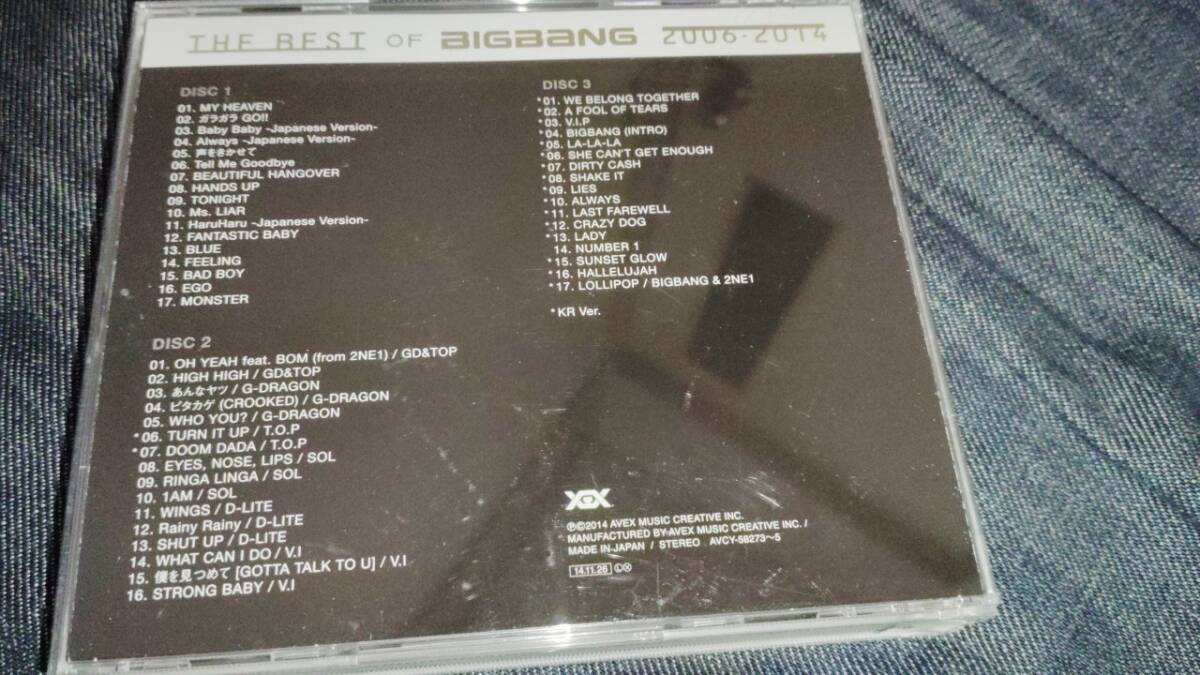 THE BEST OF BIGBANG 2006-2014
DISC 1
01. MY HEAVEN
02. ガラガラ GO!!
03. Baby Baby -Japanese Version-
04. Always -Japanese Version-
05. 声をきかせて
06. Tell Me Goodbye
07. BEAUTIFUL HANGOVER
08. HANDS UP
09. TONIGHT
10. Ms. LIAR
11. HaruHaru -Japanese Version-
12. FANTASTIC BABY
13. BLUE
14. FEELING
15. BAD BOY
16. EGO
17. MONSTER
DISC 2
01. OH YEAH feat. BOM (from 2NE1) / GD&TOP
02. HIGH HIGH / GD&TOP
03. あんなヤツ / G-DRAGON
04. ピタカゲ (CROOKED) / G-DRAGON
05. WHO YOU? / G-DRAGON
*06. TURN IT UP / T.O.P
*07. DOOM DADA / T.O.P
08. EYES, NOSE, LIPS / SOL
09. RINGA LINGA / SOL
10. 1AM / SOL
11. WINGS / D-LITE
12. Rainy Rainy / D-LITE
13. SHUT UP / D-LITE
14. WHAT CAN I DO / V.I
15. 僕を見つめて [GOTTA TALK TO U] / V.I
16. STRONG BABY / V.I
DISC 3
*01. WE BELONG TOGETHER
*02. A FOOL OF TEARS
*03. V.I.P
*04. BIGBANG (INTRO)
*05. LA-LA-LA
*06. SHE CAN'T GET ENOUGH
*07. DIRTY CASH
*08. SHAKE IT
*09. LIES
*10. ALWAYS
*11. LAST FAREWELL
*12. CRAZY DOG
*13. LADY
14. NUMBER 1
*15. SUNSET GLOW
*16. HALLELUJAH
*17. LOLLIPOP / BIGBANG & 2NE1
*KR Ver.
YGEX
℗©2014 AVEX MUSIC CREATIVE INC.
MANUFACTURED BY AVEX MUSIC CREATIVE INC. /
MADE IN JAPAN / STEREO AVCY-58273~5
14.11.26 ⓁⓍ